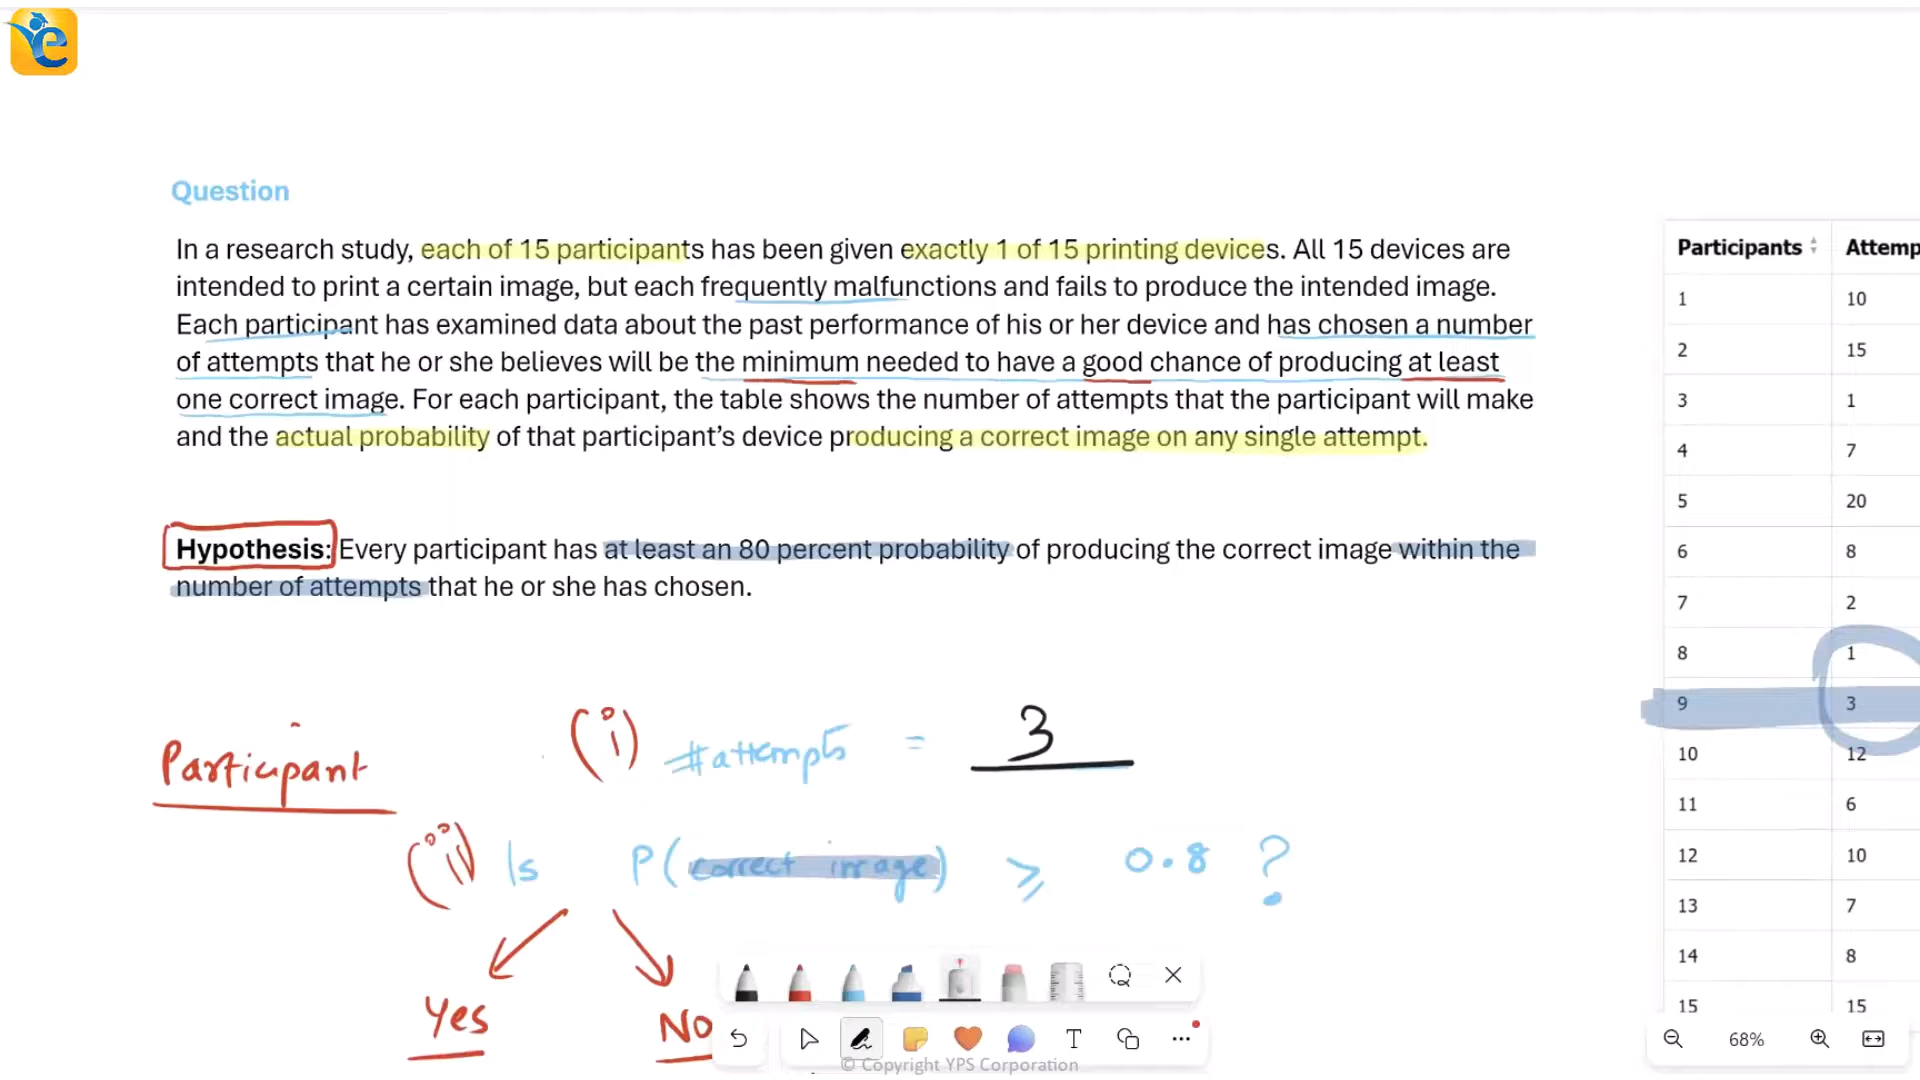 e
Question
In a research study, each of 15 participants has been given exactly 1 of 15 printing devices. All 15 devices are
intended to print a certain image, but each frequently malfunctions and fails to produce the intended image.
Each participant has examined data about the past performance of his or her device and has chosen a number
of attempts that he or she believes will be the minimum needed to have a good chance of producing at least
one correct image. For each participant, the table shows the number of attempts that the participant will make
and the actual probability of that participant’s device producing a correct image on any single attempt.
Hypothesis: Every participant has at least an 80 percent probability of producing the correct image within the
number of attempts that he or she has chosen.
Participant
(i) #attempts = 3
(ii) Is P(correct image) ⩾ 0.8 ?
Yes
No
Participants Attemp
1 10
2 15
3 1
4 7
5 20
6 8
7 2
8 1
9 3
10 12
11 6
12 10
13 7
14 8
15 15
T
68%
© Copyright YPS Corporation